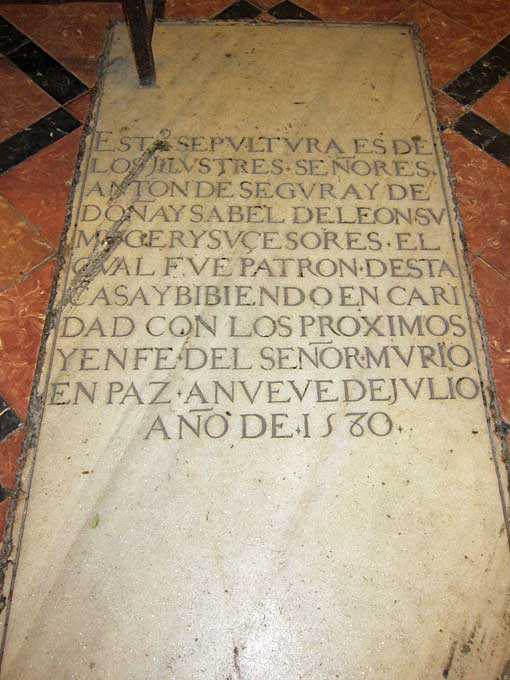 ESTA SEPVLTVRA ES DE
LOS JLVSTRES · SEÑORES ·
ANTON DE SEGVRA Y DE
DOÑA YSABEL DE LEON SV
MVGER Y SVÇESORES · EL
QVAL FVE PATRON · DESTA
CASA Y BIBIENDO EN CARI
DAD CON LOS PROXIMOS
Y EN FE · DEL SEÑOR · MVRIO
EN PAZ · A NVEVE DE JVLIO
AÑO DE · 1580 ·